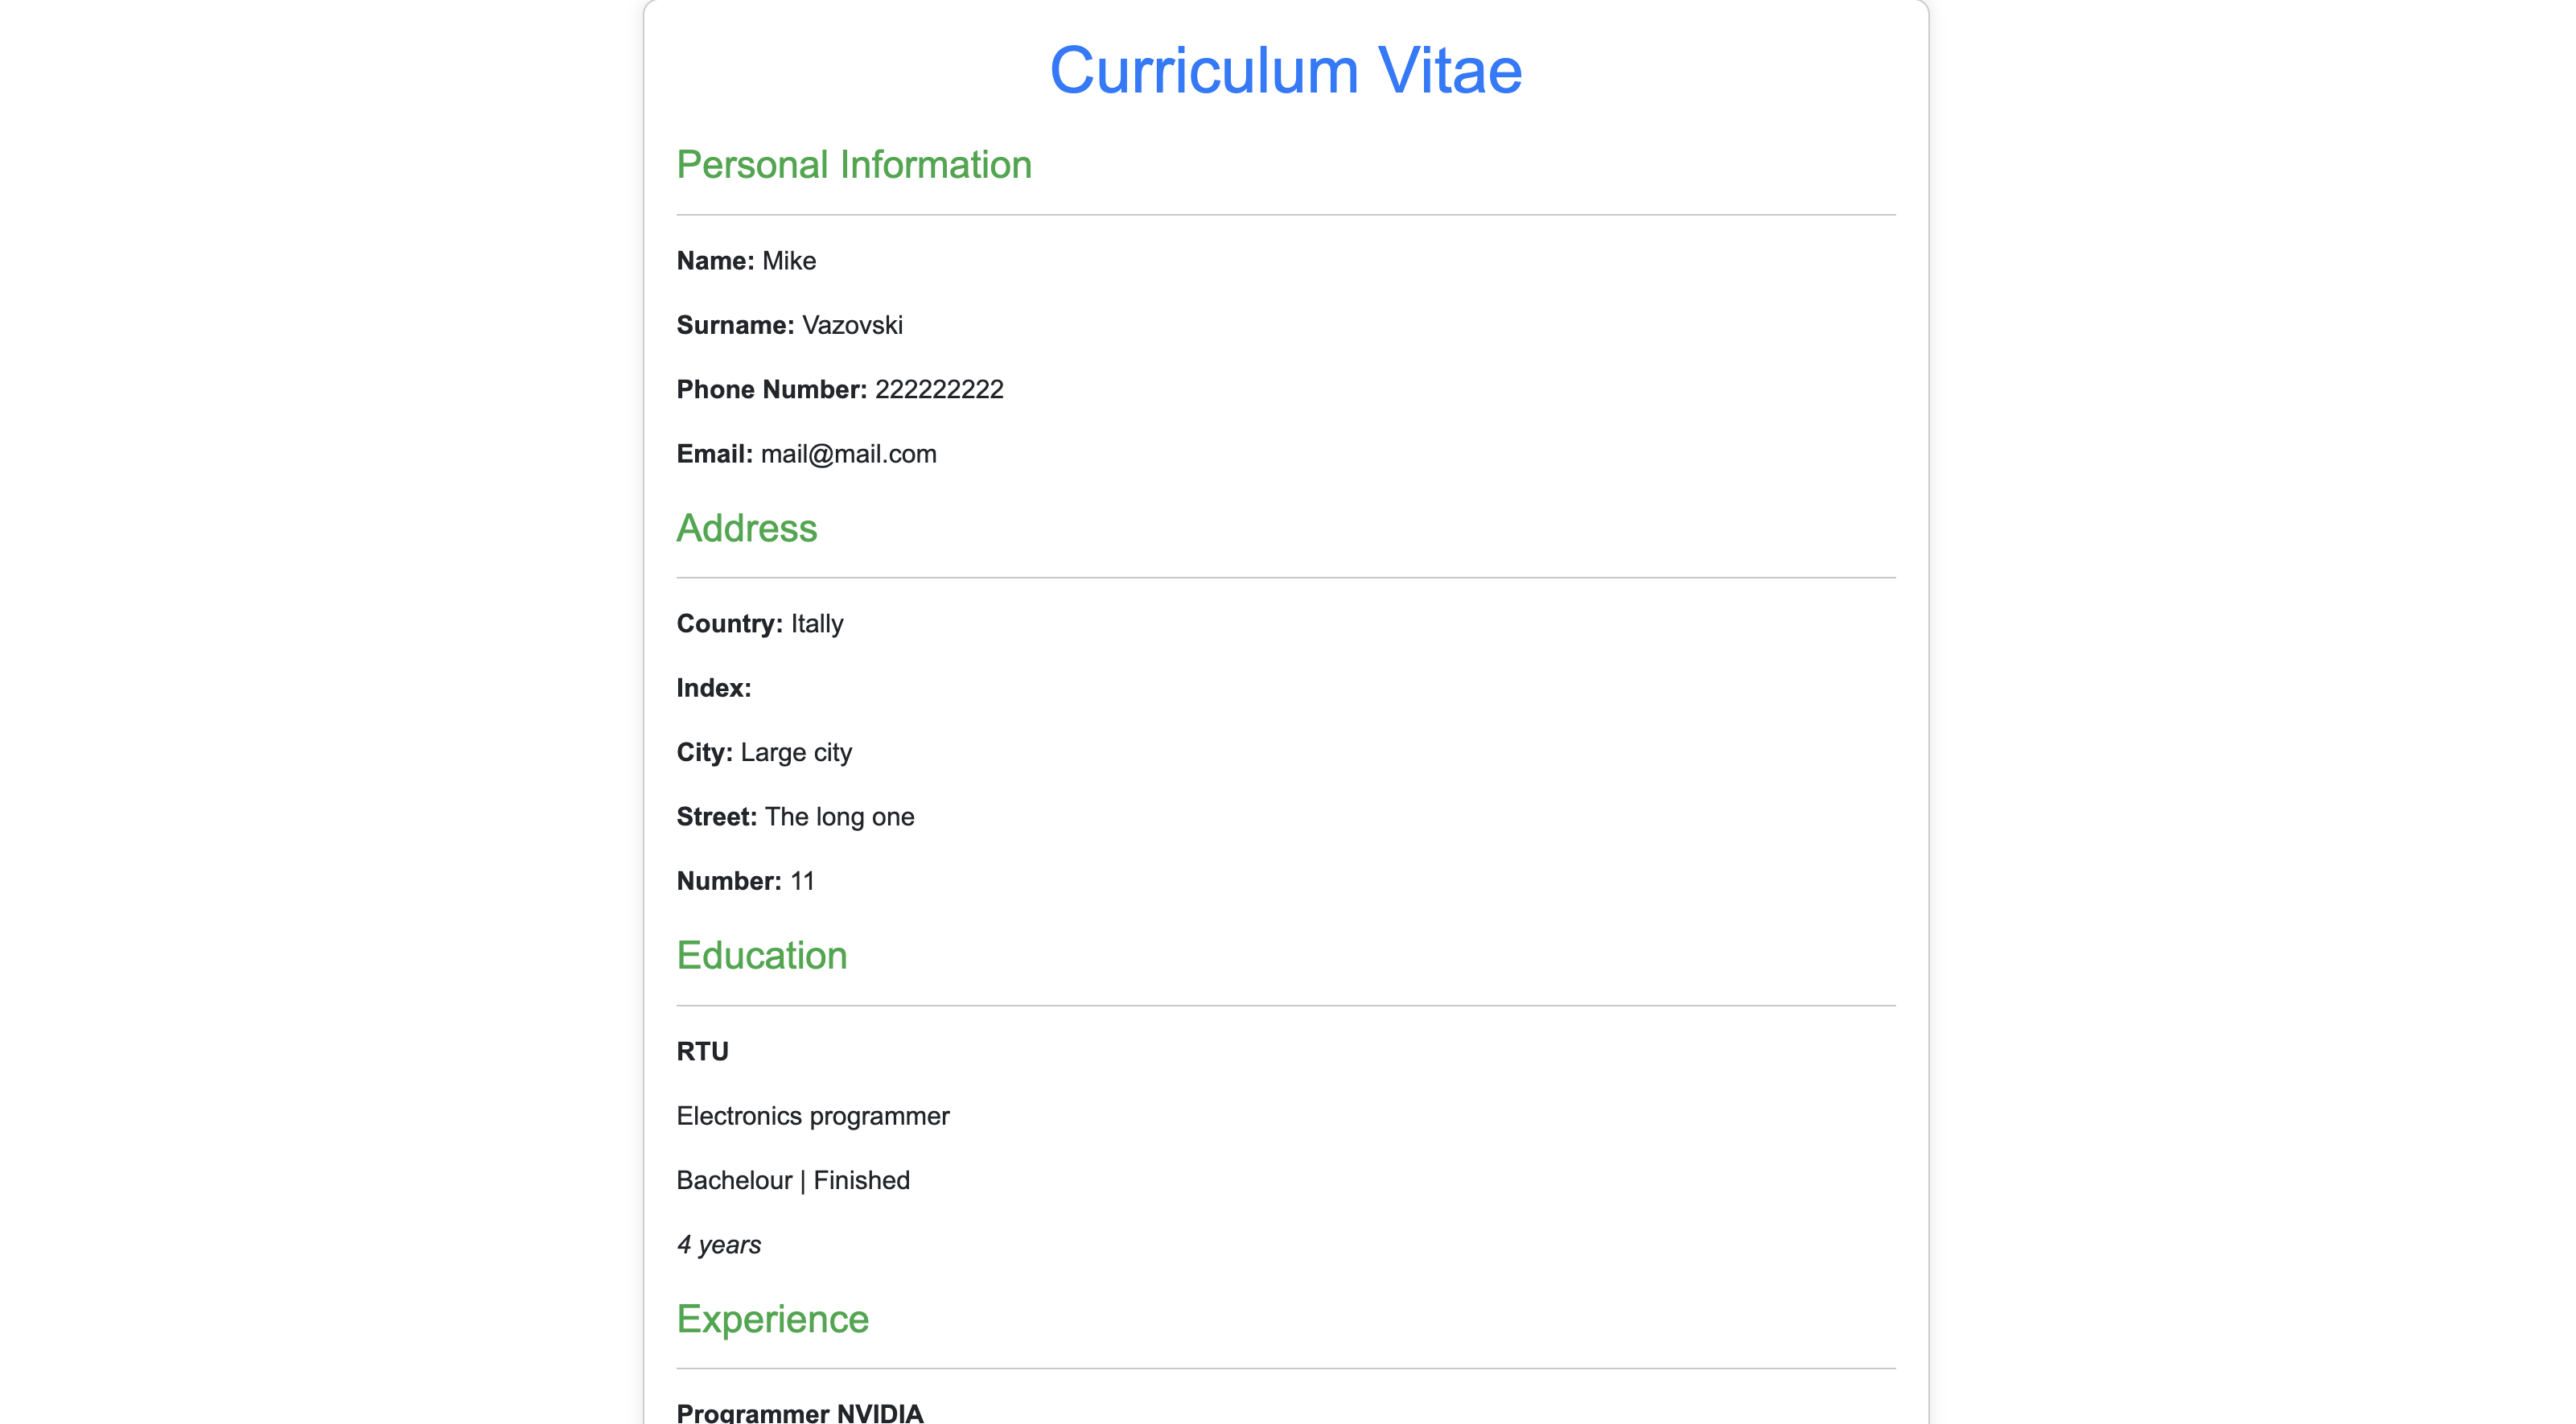 Curriculum Vitae
Personal Information
Name: Mike
Surname: Vazovski
Phone Number: 222222222
Email: mail@mail.com
Address
Country: Itally
Index:
City: Large city
Street: The long one
Number: 11
Education
RTU
Electronics programmer
Bachelour | Finished
4 years
Experience
Programmer NVIDIA